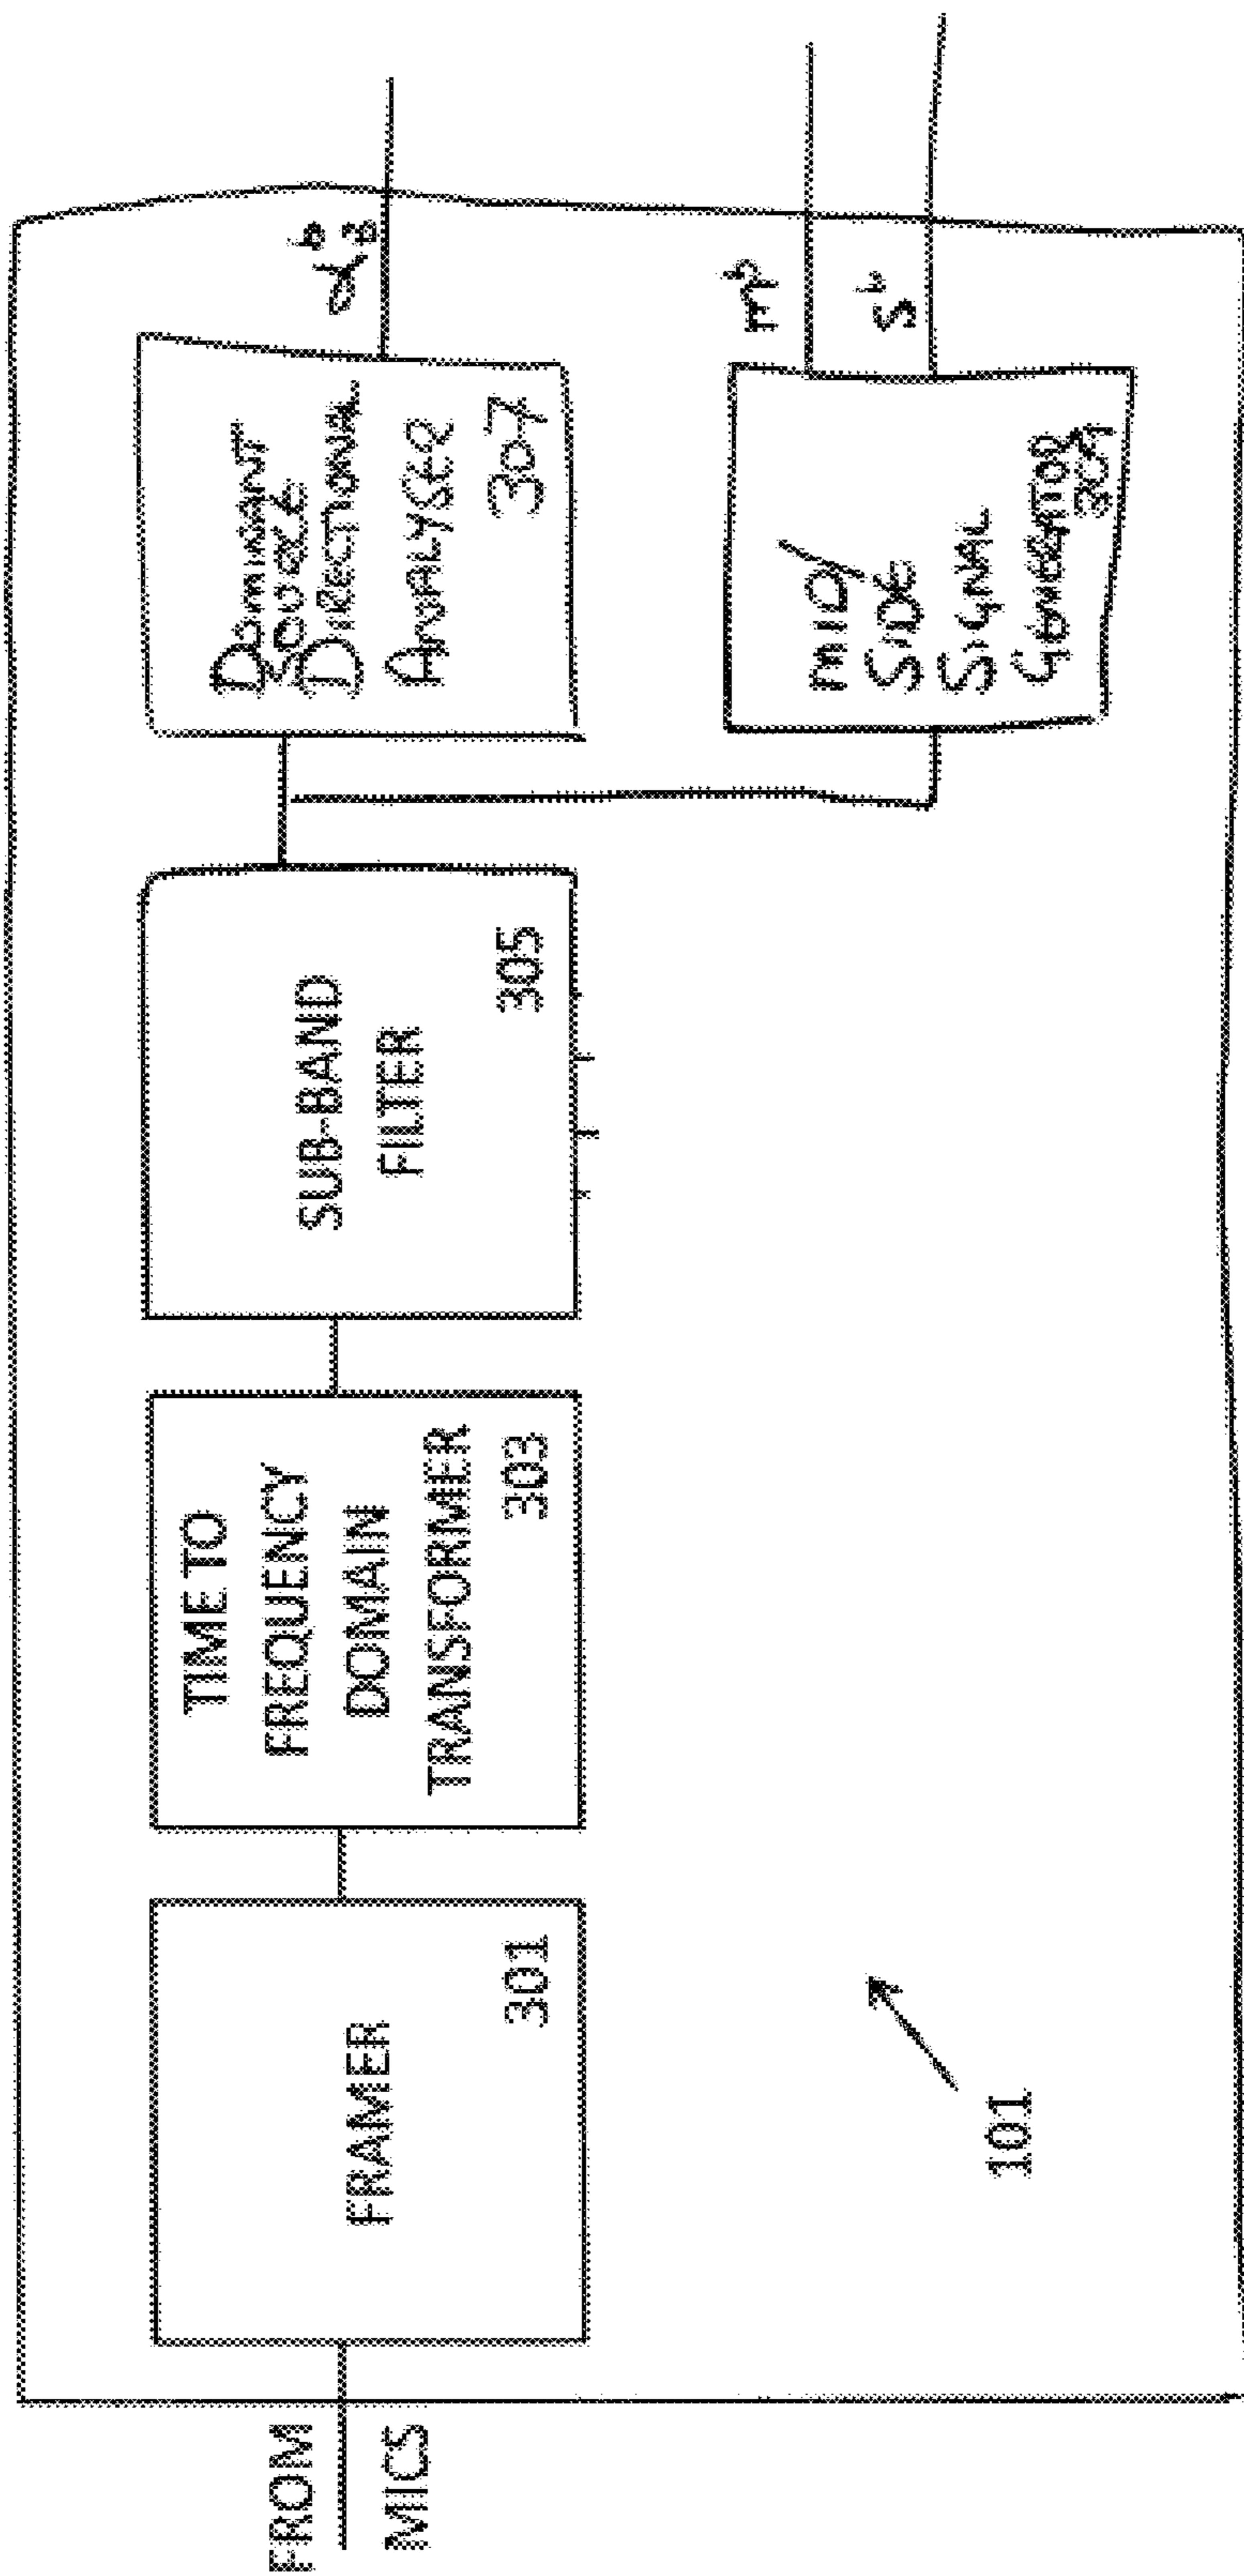 FROM
MICS
FRAMER
301
TIME TO
FREQUENCY
DOMAIN
TRANSFORMER
303
SUB-BAND
FILTER
305
DOMINANT
SOURCE
DIRECTIONAL
ANALYSER
307
MID/
SIDE
SIGNAL
GENERATOR
309
m^b
s^b
101